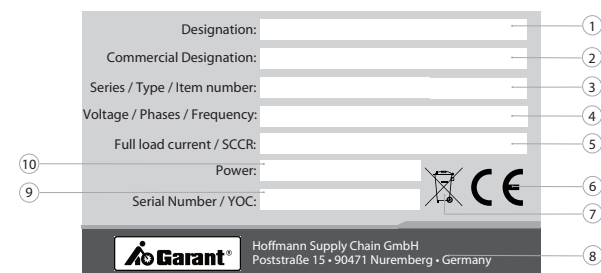 Designation:
1
Commercial Designation:
2
Series / Type / Item number:
3
Voltage / Phases / Frequency:
4
Full load current / SCCR:
5
10
Power:
9
6
Serial Number / YOC:
7
Garant®
Hoffmann Supply Chain GmbH
Poststraße 15 • 90471 Nuremberg • Germany
8
CE